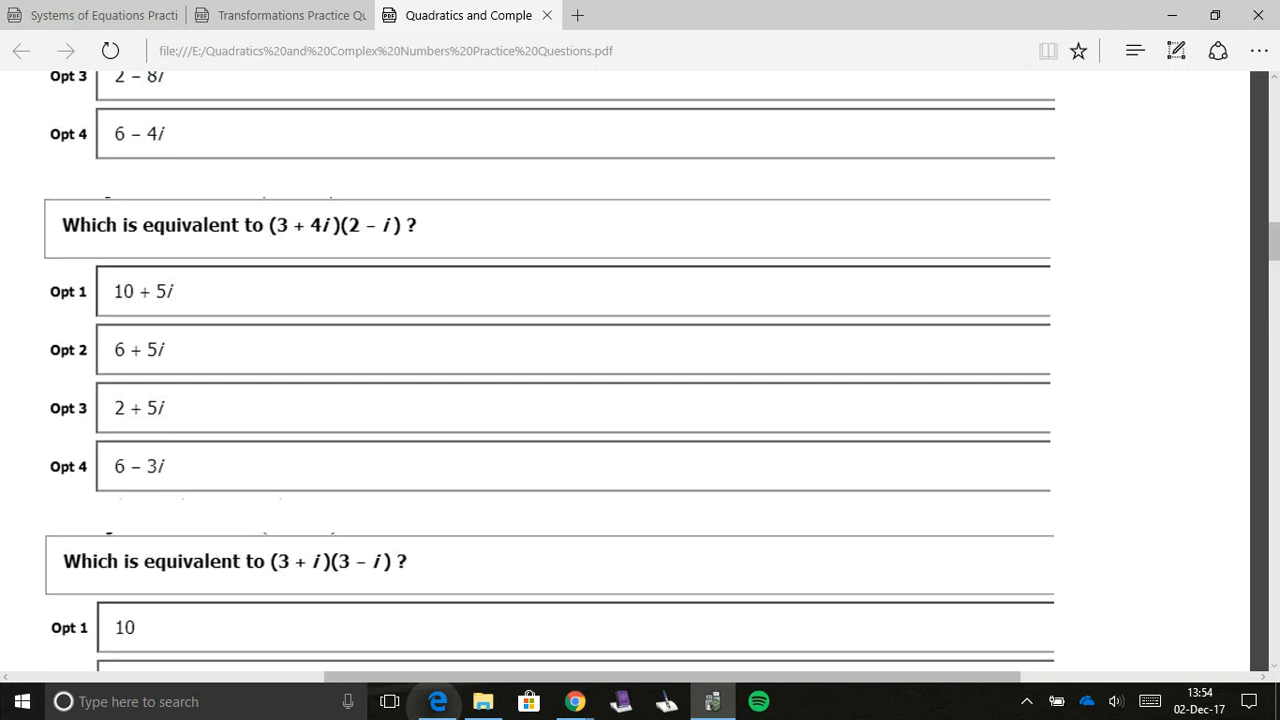 Systems of Equations Practi
Transformations Practice Qu
Quadratics and Comple
file:///E:/Quadratics%20and%20Complex%20Numbers%20Practice%20Questions.pdf
Opt 3 2 – 8i
Opt 4 6 – 4i
Which is equivalent to (3 + 4i)(2 – i) ?
Opt 1 10 + 5i
Opt 2 6 + 5i
Opt 3 2 + 5i
Opt 4 6 – 3i
Which is equivalent to (3 + i)(3 – i) ?
Opt 1 10
Type here to search
13:54
02-Dec-17